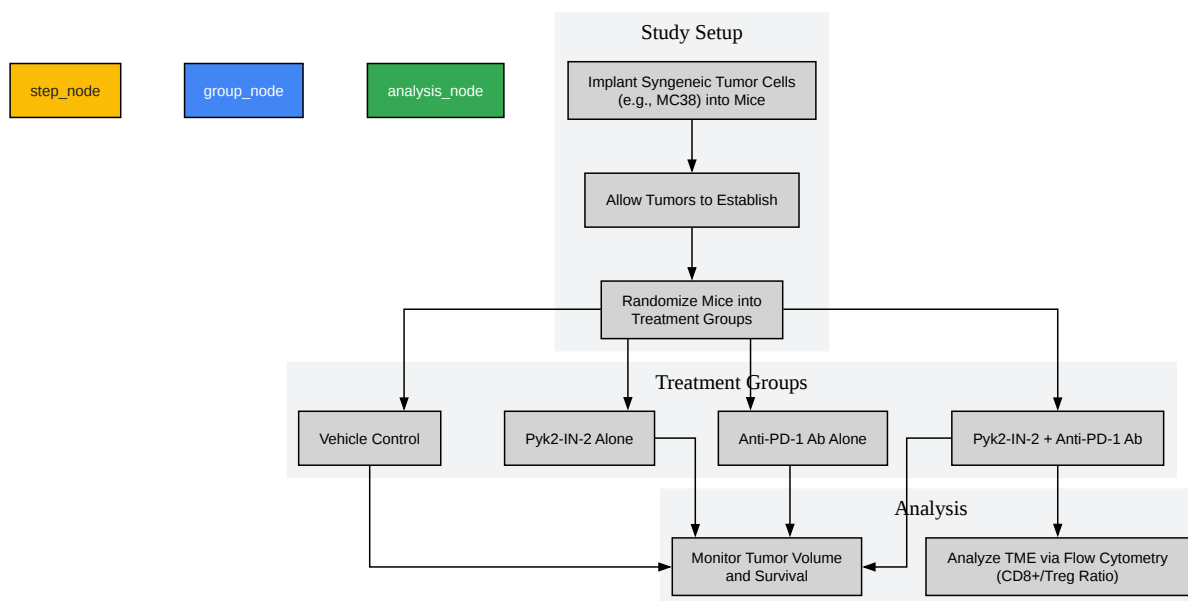 Study Setup
step_node
group_node
analysis_node
Implant Syngeneic Tumor Cells
(e.g., MC38) into Mice
Allow Tumors to Establish
Randomize Mice into
Treatment Groups
Treatment Groups
Vehicle Control
Pyk2-IN-2 Alone
Anti-PD-1 Ab Alone
Pyk2-IN-2 + Anti-PD-1 Ab
Analysis
Monitor Tumor Volume
and Survival
Analyze TME via Flow Cytometry
(CD8+/Treg Ratio)